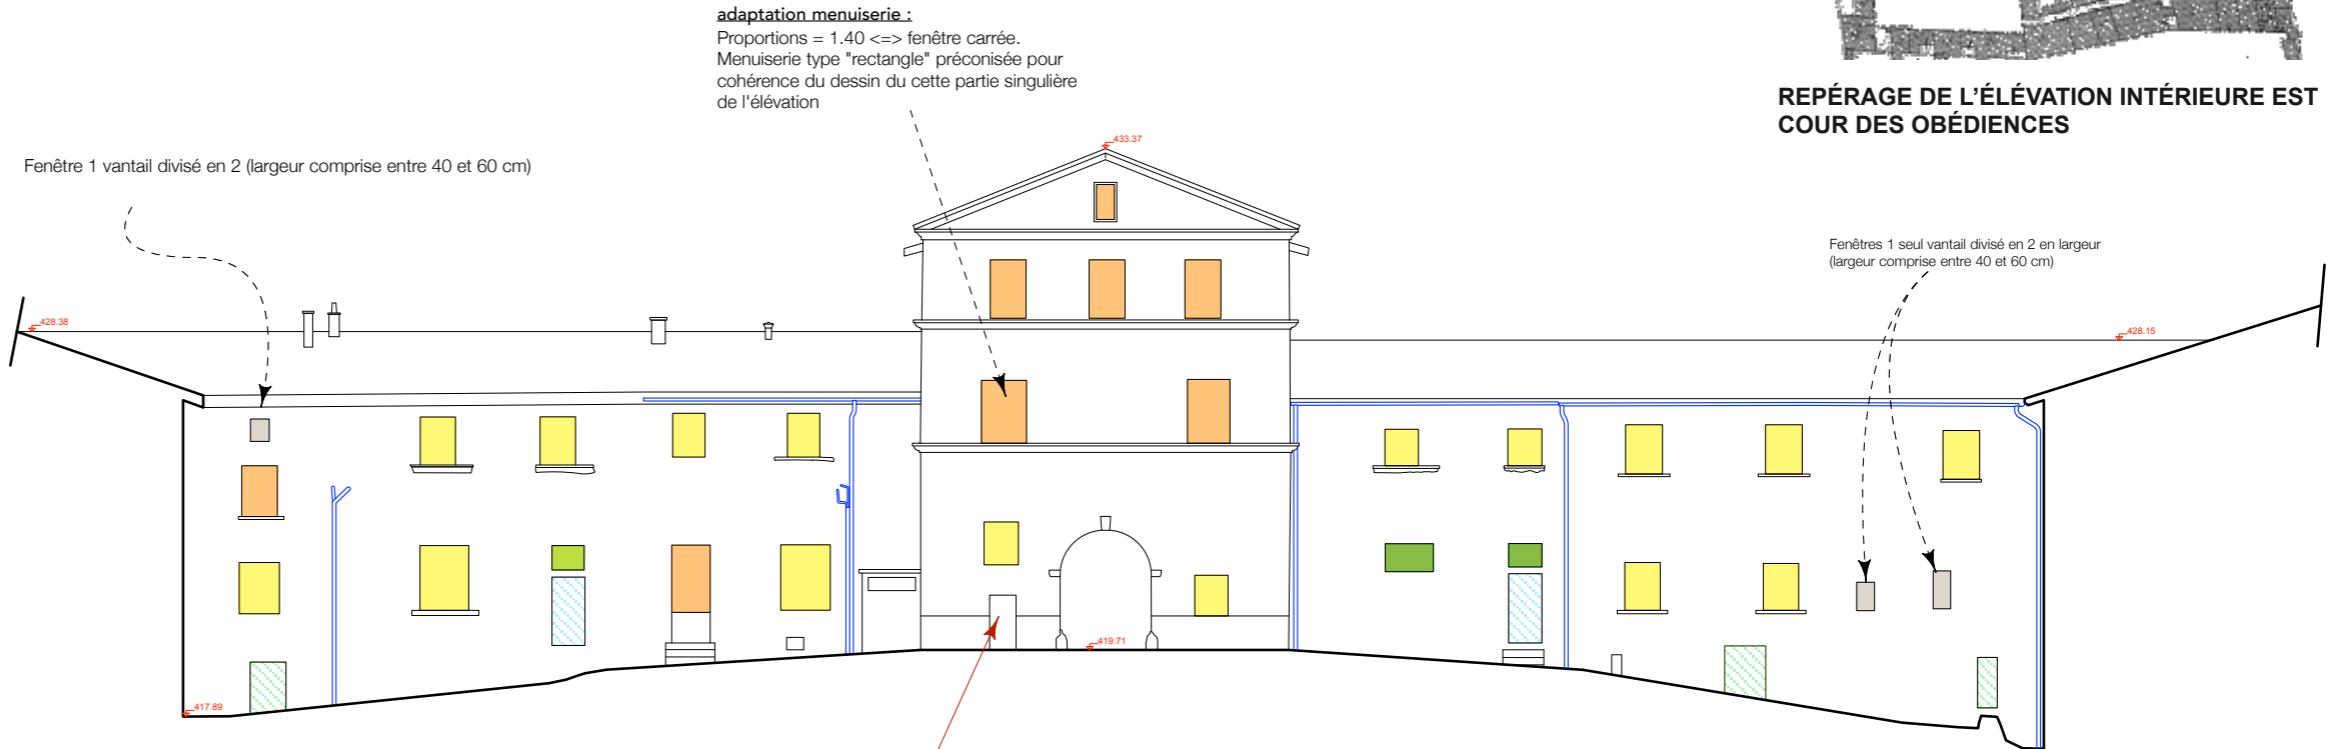 adaptation menuiserie :
Proportions = 1.40 <=> fenêtre carrée.
Menuiserie type "rectangle" préconisée pour
cohérence du dessin du cette partie singulière
de l'élévation
REPÉRAGE DE L'ÉLÉVATION INTÉRIEURE EST
COUR DES OBÉDIENCES
Fenêtre 1 vantail divisé en 2 (largeur comprise entre 40 et 60 cm)
433.37
Fenêtres 1 seul vantail divisé en 2 en largeur
(largeur comprise entre 40 et 60 cm)
428.38
428.15
419.71
417.89